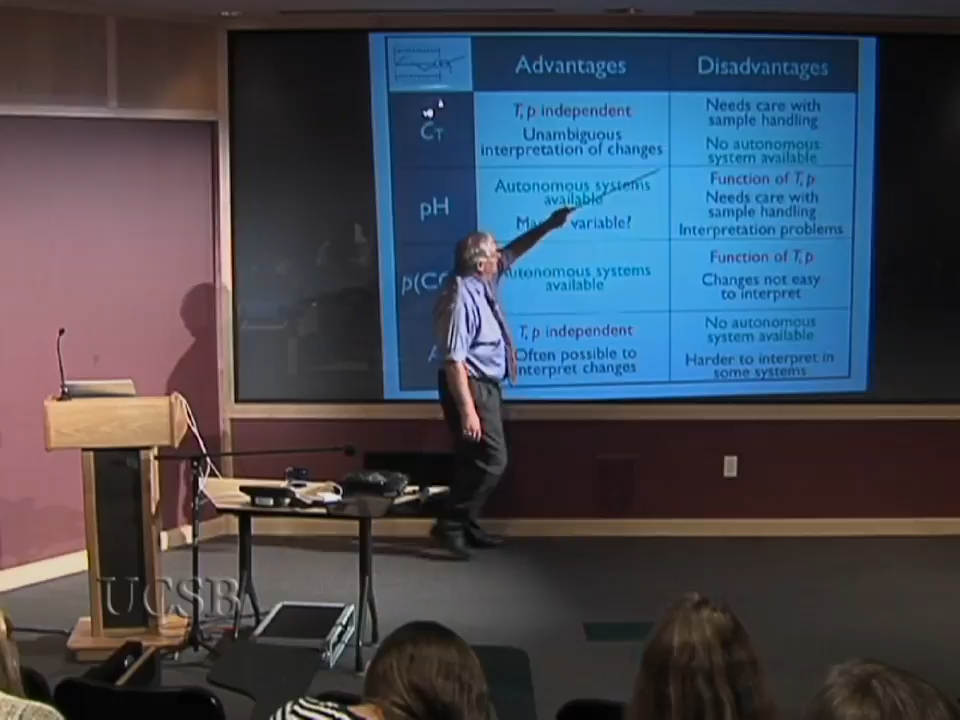 Advantages
Disadvantages
CT
T, p independent
Unambiguous
interpretation of changes
Needs care with
sample handling
No autonomous
system available
pH
Autonomous systems
available
variable?
Function of T, p
Needs care with
sample handling
Interpretation problems
Autonomous systems
available
Function of T, p
Changes not easy
to interpret
T, p independent
Often possible to
interpret changes
No autonomous
system available
Harder to interpret in
some systems
UCSB